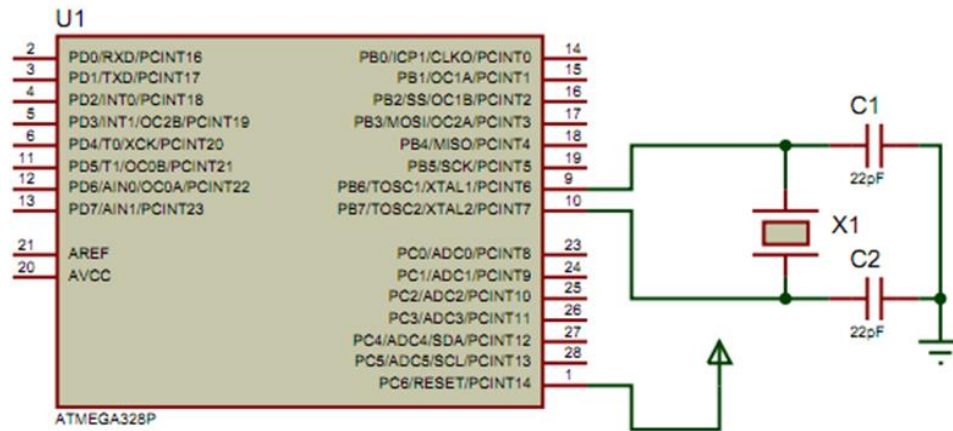 U1
2 PD0/RXD/PCINT16 PB0/ICP1/CLKO/PCINT0 14
3 PD1/TXD/PCINT17 PB1/OC1A/PCINT1 15
4 PD2/INT0/PCINT18 PB2/SS/OC1B/PCINT2 16
5 PD3/INT1/OC2B/PCINT19 PB3/MOSI/OC2A/PCINT3 17
6 PD4/T0/XCK/PCINT20 PB4/MISO/PCINT4 18
11 PD5/T1/OC0B/PCINT21 PB5/SCK/PCINT5 19
12 PD6/AIN0/OC0A/PCINT22 PB6/TOSC1/XTAL1/PCINT6 9
13 PD7/AIN1/PCINT23 PB7/TOSC2/XTAL2/PCINT7 10
21 AREF PC0/ADC0/PCINT8 23
20 AVCC PC1/ADC1/PCINT9 24
PC2/ADC2/PCINT10 25
PC3/ADC3/PCINT11 26
PC4/ADC4/SDA/PCINT12 27
PC5/ADC5/SCL/PCINT13 28
PC6/RESET/PCINT14 1
ATMEGA328P
C1
22pF
X1
C2
22pF